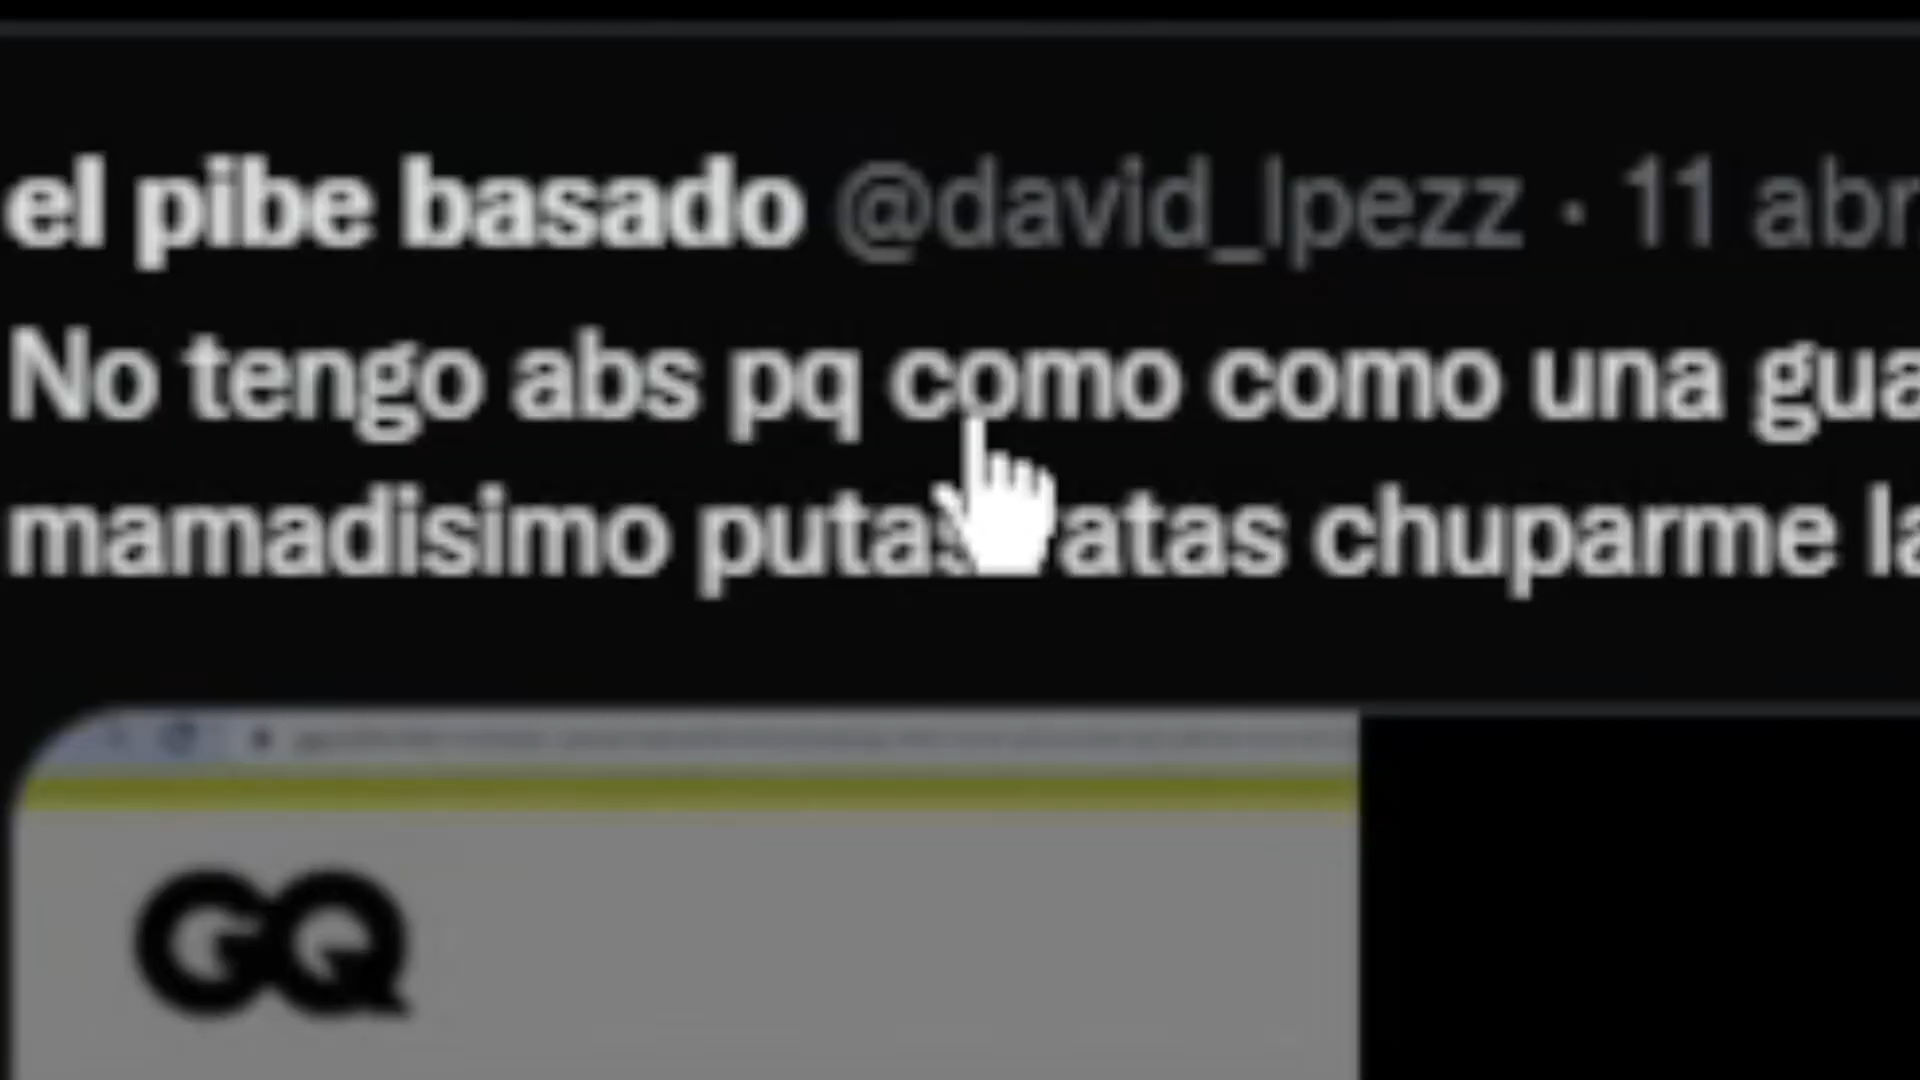 el pibe basado @david_lpezz · 11 abr
No tengo abs pq como como una gua
mamadisimo putas atas chuparme la
GQ